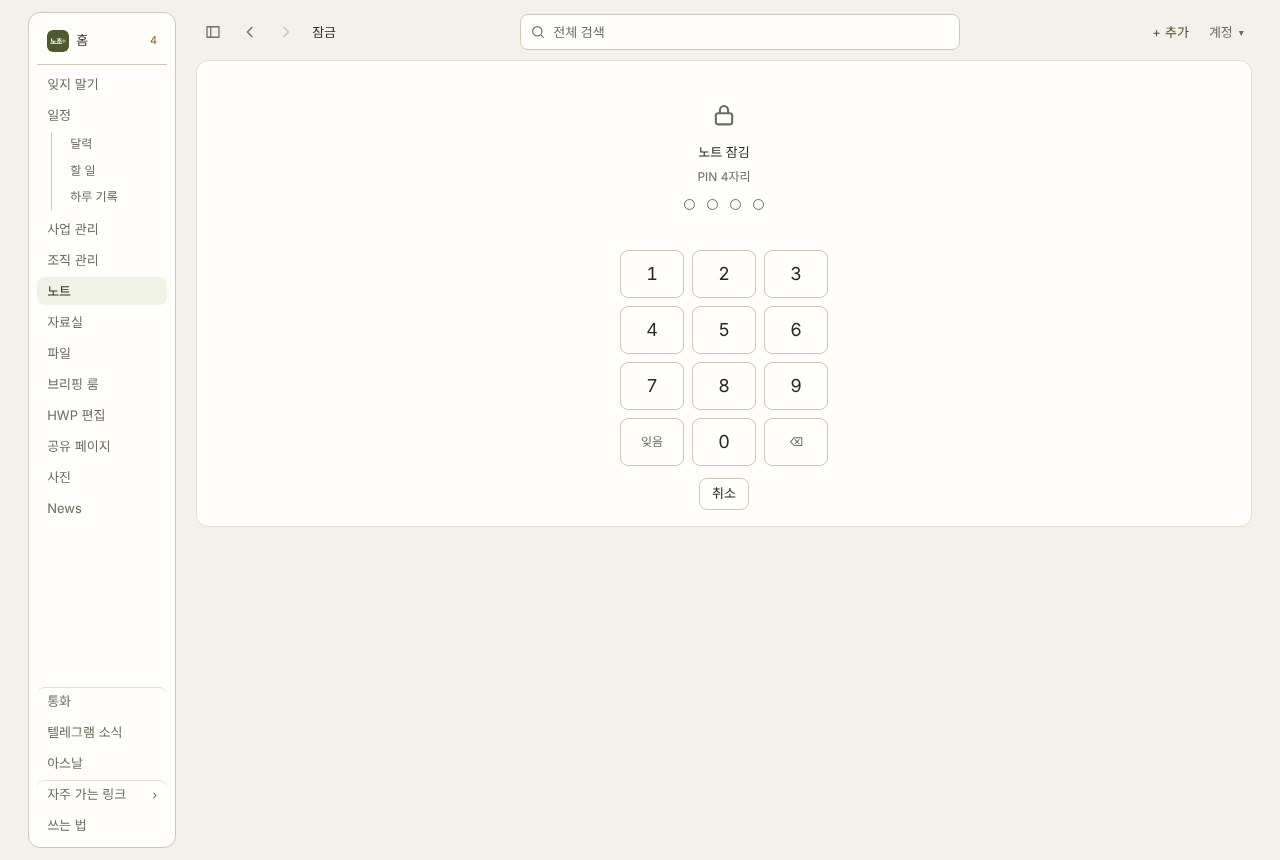 노조+ 홈 4
잊지 말기
일정
달력
할 일
하루 기록
사업 관리
조직 관리
노트
자료실
파일
브리핑 룸
HWP 편집
공유 페이지
사진
News
통화
텔레그램 소식
아스날
자주 가는 링크 ›
쓰는 법
잠금
전체 검색
+ 추가
계정 ▾
노트 잠김
PIN 4자리
1 2 3
4 5 6
7 8 9
잊음 0
취소